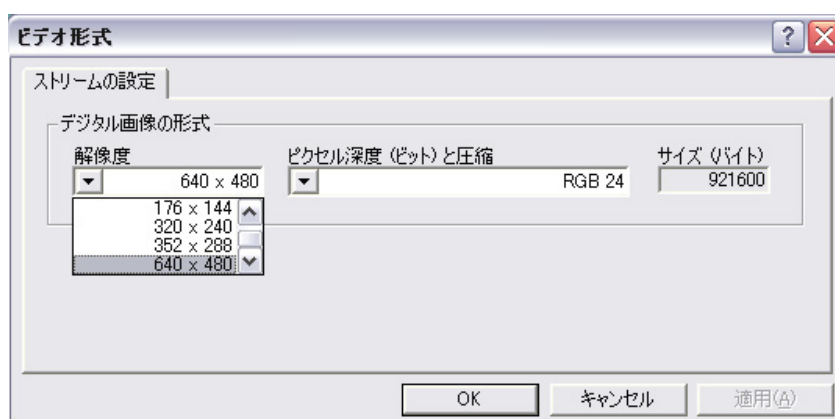 ビデオ形式
?
ストリームの設定
デジタル画像の形式
解像度 ピクセル深度 (ビット) と圧縮 サイズ (バイト)
640 x 480 RGB 24 921600
176 x 144
320 x 240
352 x 288
640 x 480
OK キャンセル 適用(A)